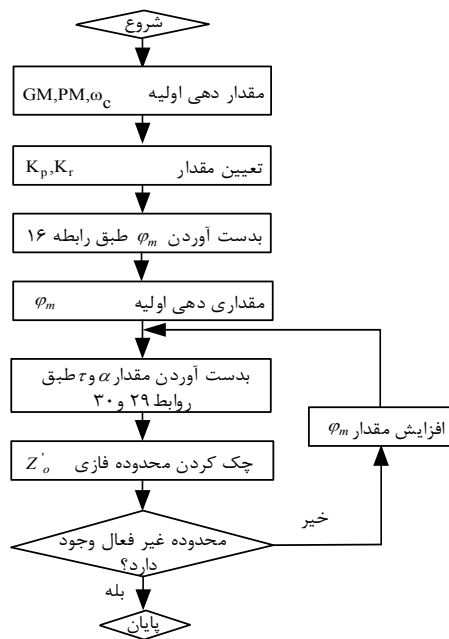 شروع
مقدار دهی اولیه GM,PM,ωc
تعیین مقدار Kp,Kr
بدست آوردن φm طبق رابطه ۱۶
مقداری دهی اولیه φm
بدست آوردن مقدار α و τ طبق
روابط ۲۹ و ۳۰
افزایش مقدار φm
چک کردن محدوده فازی Z'o
خیر
محدوده غیر فعال وجود
دارد؟
بله
پایان